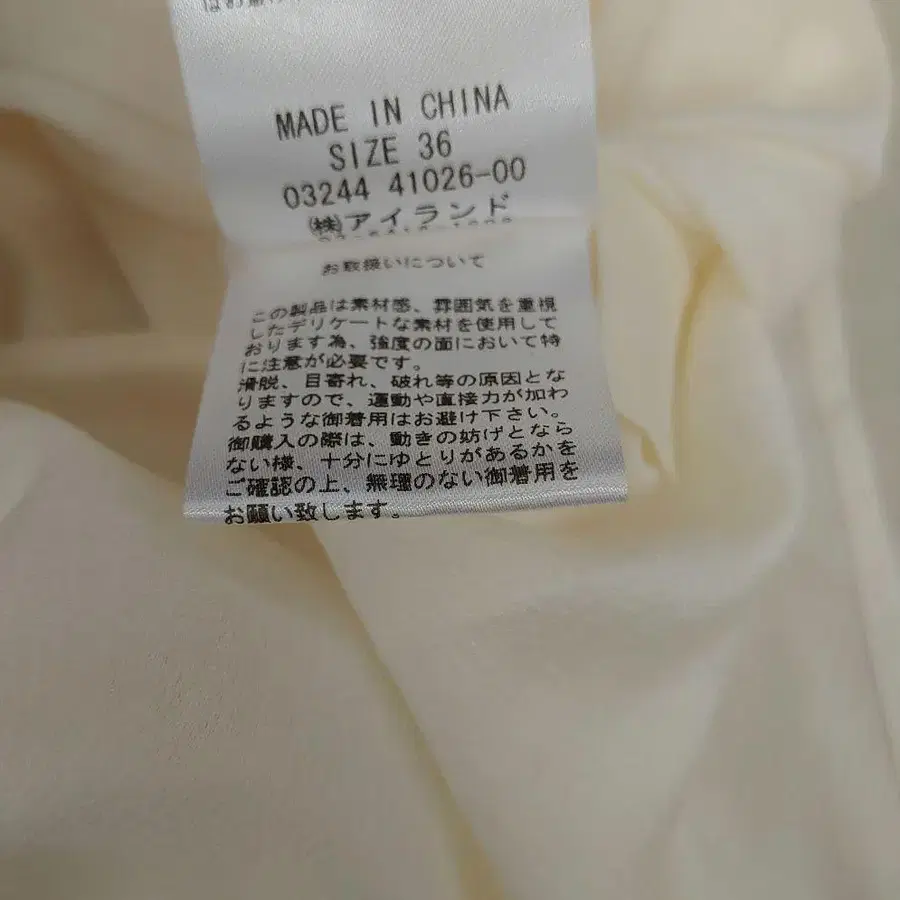 MADE IN CHINA
SIZE 36
03244 41026-00
㈱アイランド
お取扱いについて
この製品は素材感、雰囲気を重視
したデリケートな素材を使用して
おります為、強度の面において特
に注意が必要です。
滑脱、目寄れ、破れ等の原因とな
りますので、運動や直接力が加わ
るような御着用はお避け下さい。
御購入の際は、動きの妨げとなら
ない様、十分にゆとりがあるかを
ご確認の上、無理のない御着用を
お願い致します。